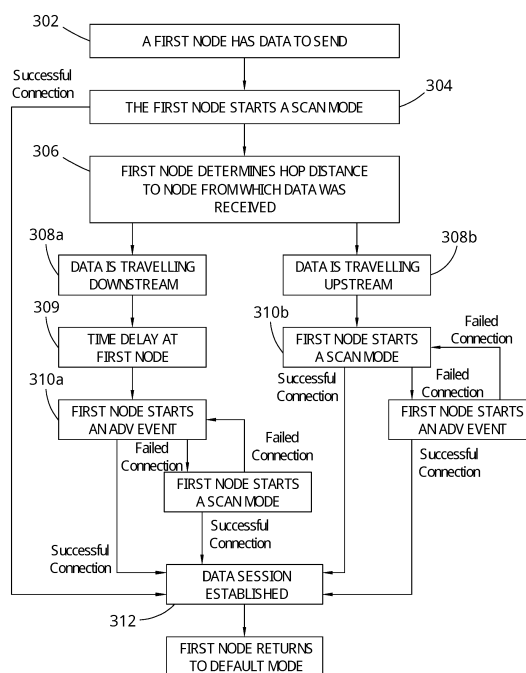 302
A FIRST NODE HAS DATA TO SEND
Successful
Connection
304
THE FIRST NODE STARTS A SCAN MODE
306
FIRST NODE DETERMINES HOP DISTANCE
TO NODE FROM WHICH DATA WAS
RECEIVED
308a
308b
DATA IS TRAVELLING
DOWNSTREAM
DATA IS TRAVELLING
UPSTREAM
309
310b
TIME DELAY AT
FIRST NODE
FIRST NODE STARTS
A SCAN MODE
Failed
Connection
310a
Successful
Connection
Failed
Connection
FIRST NODE STARTS
AN ADV EVENT
FIRST NODE STARTS
AN ADV EVENT
Failed
Connection
Failed
Connection
Successful
Connection
FIRST NODE STARTS
A SCAN MODE
Successful
Connection
Successful
Connection
DATA SESSION
ESTABLISHED
312
FIRST NODE RETURNS
TO DEFAULT MODE